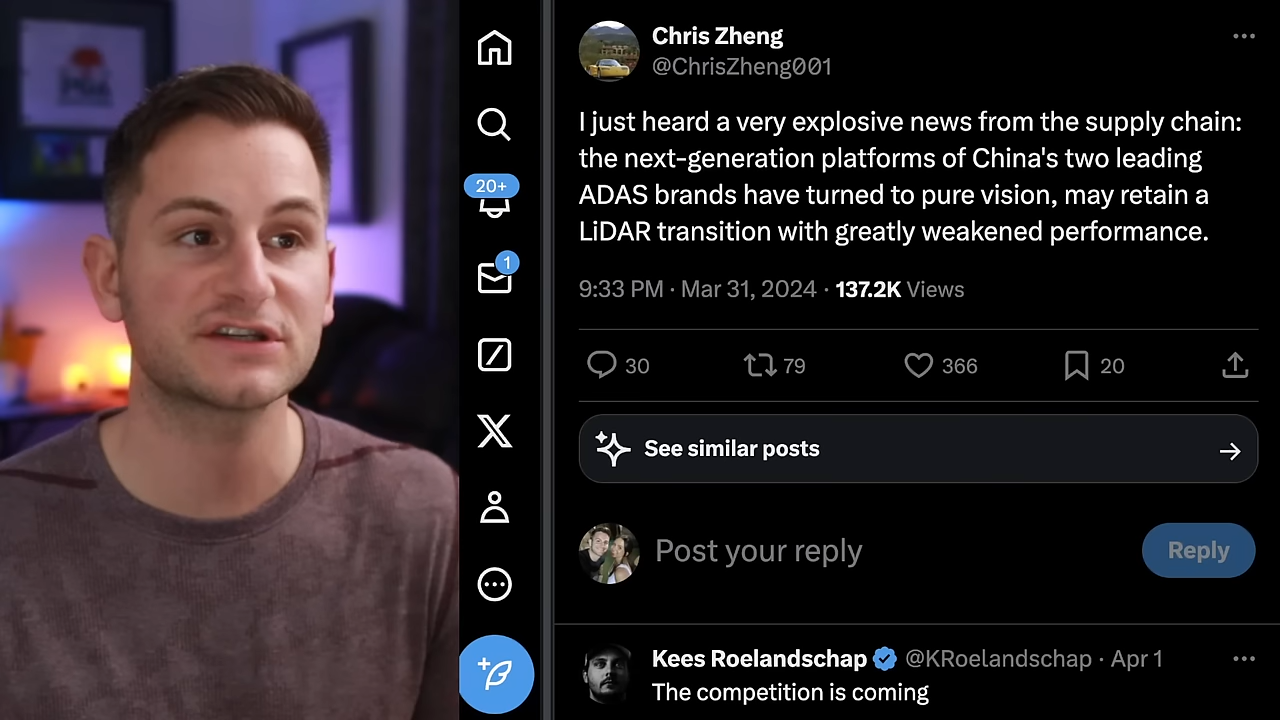 Chris Zheng
@ChrisZheng001
I just heard a very explosive news from the supply chain:
the next-generation platforms of China's two leading
ADAS brands have turned to pure vision, may retain a
LiDAR transition with greatly weakened performance.
9:33 PM · Mar 31, 2024 · 137.2K Views
30 79 366 20
See similar posts
Post your reply
Reply
Kees Roelandschap @KRoelandschap · Apr 1
The competition is coming
20+
1